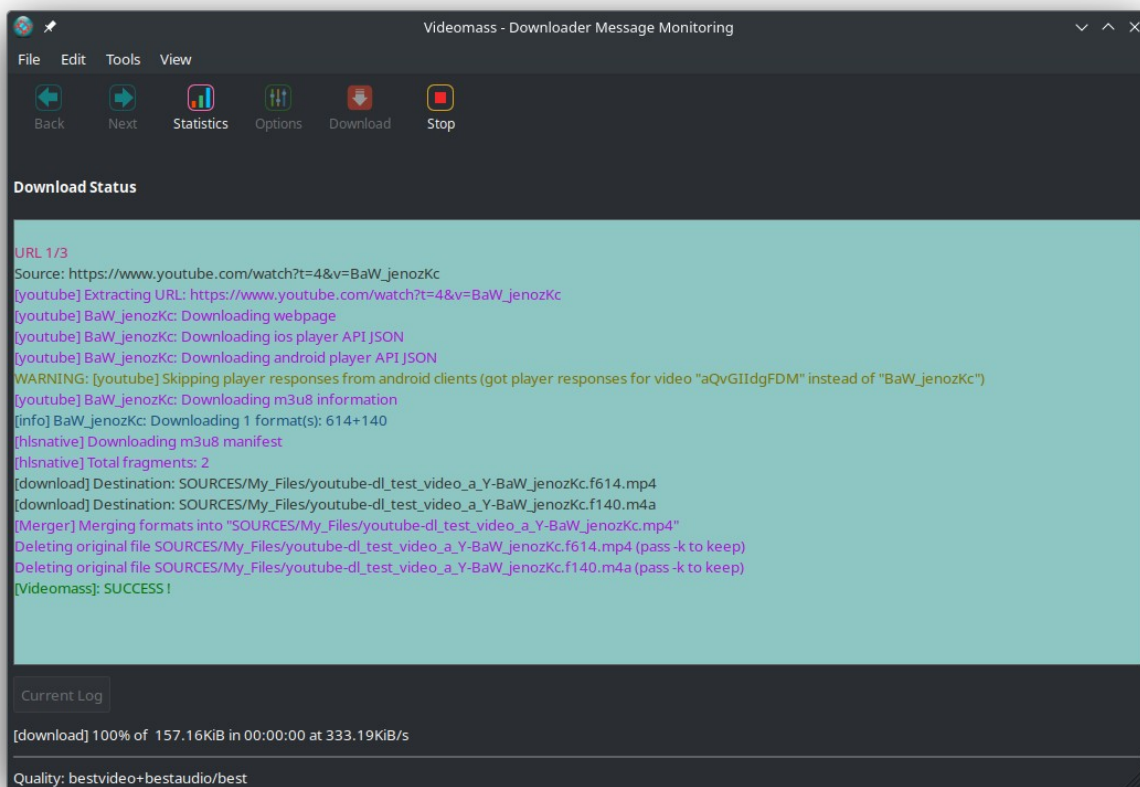 Videomass - Downloader Message Monitoring
File Edit Tools View
Back Next Statistics Options Download Stop
Download Status
URL 1/3
Source: https://www.youtube.com/watch?t=4&v=BaW_jenozKc
[youtube] Extracting URL: https://www.youtube.com/watch?t=4&v=BaW_jenozKc
[youtube] BaW_jenozKc: Downloading webpage
[youtube] BaW_jenozKc: Downloading ios player API JSON
[youtube] BaW_jenozKc: Downloading android player API JSON
WARNING: [youtube] Skipping player responses from android clients (got player responses for video "aQvGIIdgFDM" instead of "BaW_jenozKc")
[youtube] BaW_jenozKc: Downloading m3u8 information
[info] BaW_jenozKc: Downloading 1 format(s): 614+140
[hlsnative] Downloading m3u8 manifest
[hlsnative] Total fragments: 2
[download] Destination: SOURCES/My_Files/youtube-dl_test_video_a_Y-BaW_jenozKc.f614.mp4
[download] Destination: SOURCES/My_Files/youtube-dl_test_video_a_Y-BaW_jenozKc.f140.m4a
[Merger] Merging formats into "SOURCES/My_Files/youtube-dl_test_video_a_Y-BaW_jenozKc.mp4"
Deleting original file SOURCES/My_Files/youtube-dl_test_video_a_Y-BaW_jenozKc.f614.mp4 (pass -k to keep)
Deleting original file SOURCES/My_Files/youtube-dl_test_video_a_Y-BaW_jenozKc.f140.m4a (pass -k to keep)
[Videomass]: SUCCESS !
Current Log
[download] 100% of 157.16KiB in 00:00:00 at 333.19KiB/s
Quality: bestvideo+bestaudio/best